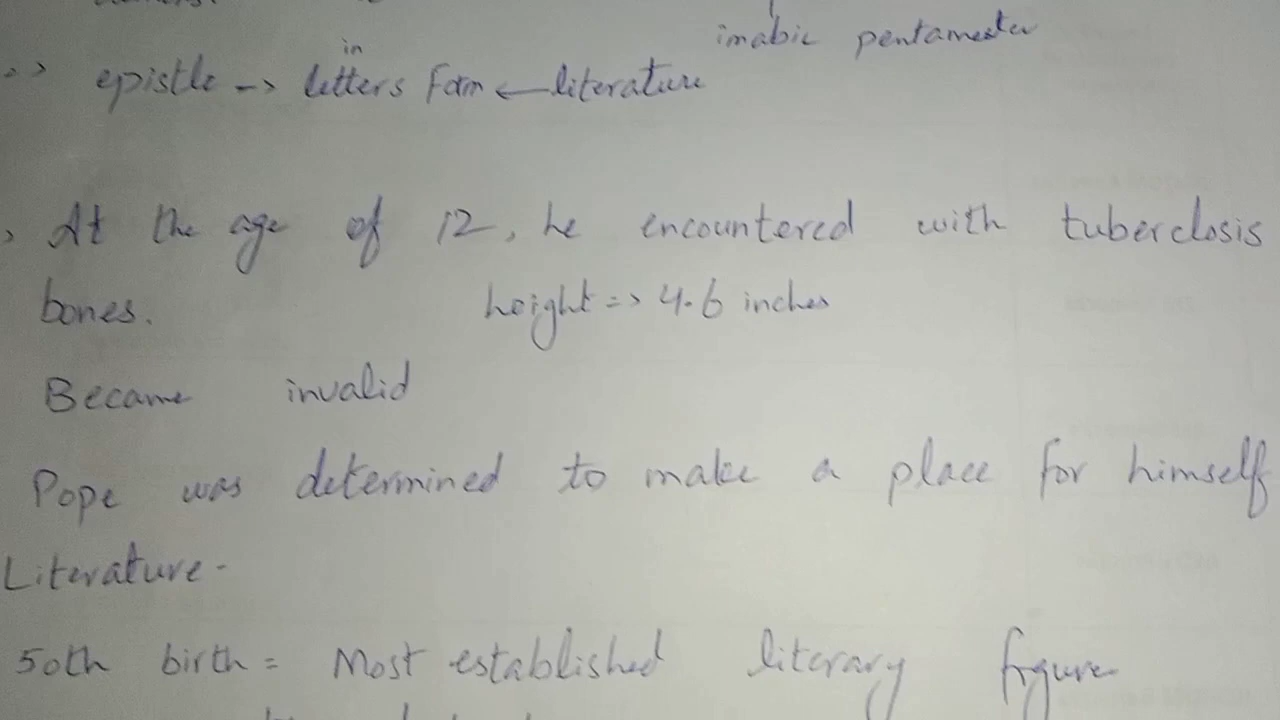 imabic pentameter
in
epistle -> letters Form <— literature
At the age of 12, he encountered with tuberclosis
bones. height => 4.6 inches
Became invalid
Pope was determined to make a place for himself
Literature.
50th birth = Most established literary figure